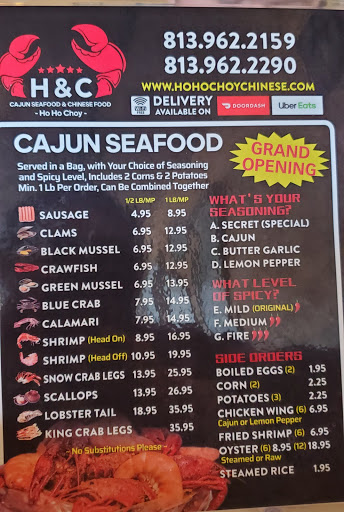 813.962.2159
813.962.2290
H & C
CAJUN SEAFOOD & CHINESE FOOD
~ Ho Ho Choy ~
WWW.HOHOCHOYCHINESE.COM
DELIVERY
AVAILABLE ON
DOORDASH
Uber Eats
CAJUN SEAFOOD
GRAND
OPENING
Served in a Bag, with Your Choice of Seasoning
and Spicy Level, Includes 2 Corns & 2 Potatoes
Min. 1 Lb Per Order, Can Be Combined Together
1/2 LB/MP 1 LB/MP
SAUSAGE 4.95 8.95
CLAMS 6.95 12.95
BLACK MUSSEL 6.95 12.95
CRAWFISH 6.95 12.95
GREEN MUSSEL 6.95 13.95
BLUE CRAB 7.95 14.95
CALAMARI 7.95 14.95
SHRIMP (Head On) 8.95 16.95
SHRIMP (Head Off) 10.95 19.95
SNOW CRAB LEGS 13.95 25.95
SCALLOPS 13.95 26.95
LOBSTER TAIL 18.95 35.95
KING CRAB LEGS 35.95
~ No Substitutions Please ~
WHAT'S YOUR
SEASONING?
A. SECRET (SPECIAL)
B. CAJUN
C. BUTTER GARLIC
D. LEMON PEPPER
WHAT LEVEL
OF SPICY?
E. MILD (ORIGINAL)
F. MEDIUM
G. FIRE
SIDE ORDERS
BOILED EGGS (2) 1.95
CORN (2) 2.25
POTATOES (3) 2.25
CHICKEN WING (6) 6.95
Cajun or Lemon Pepper
FRIED SHRIMP (6) 6.95
OYSTER (6) 8.95 (12) 18.95
Steamed or Raw
STEAMED RICE 1.95